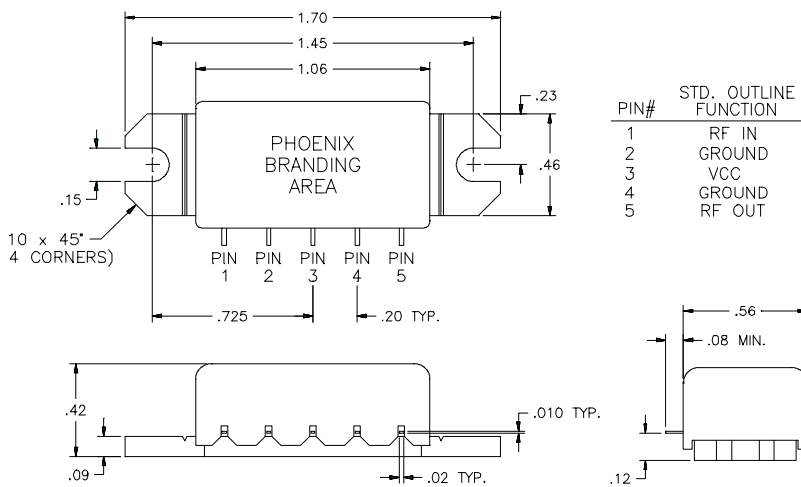 1.70
1.45
1.06
.23
PHOENIX
BRANDING
AREA
.46
.15
10 x 45°
4 CORNERS)
PIN PIN PIN PIN PIN
1 2 3 4 5
.725
.20 TYP.
PIN# STD. OUTLINE
FUNCTION
1 RF IN
2 GROUND
3 VCC
4 GROUND
5 RF OUT
.56
.08 MIN.
.42
.010 TYP.
.09
.02 TYP.
.12